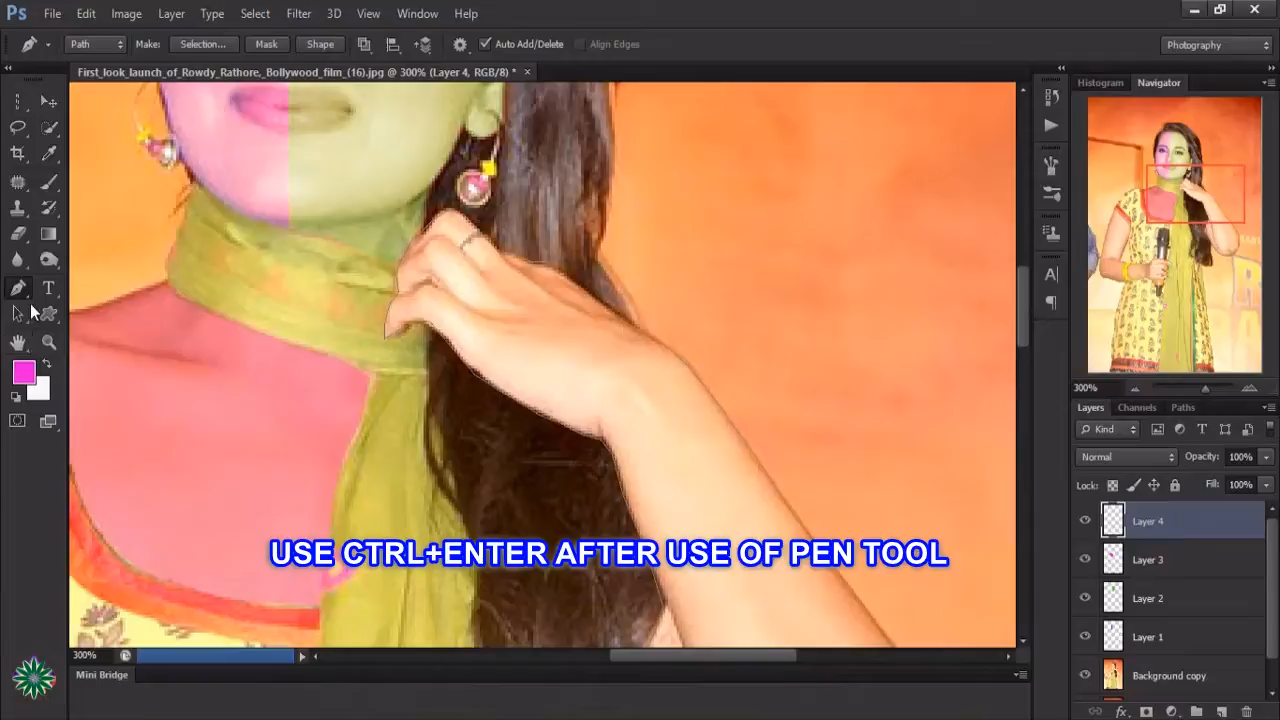 Ps File Edit Image Layer Type Select Filter 3D View Window Help
Path Make: Selection... Mask Shape Auto Add/Delete Align Edges Photography
First_look_launch_of_Rowdy_Rathore,_Bollywood_film_(16).jpg @ 300% (Layer 4, RGB/8) * ×
Histogram Navigator
300%
Layers Channels Paths
Kind
Normal Opacity: 100%
Lock: Fill: 100%
Layer 4
Layer 3
Layer 2
Layer 1
Background copy
USE CTRL+ENTER AFTER USE OF PEN TOOL
300%
Mini Bridge